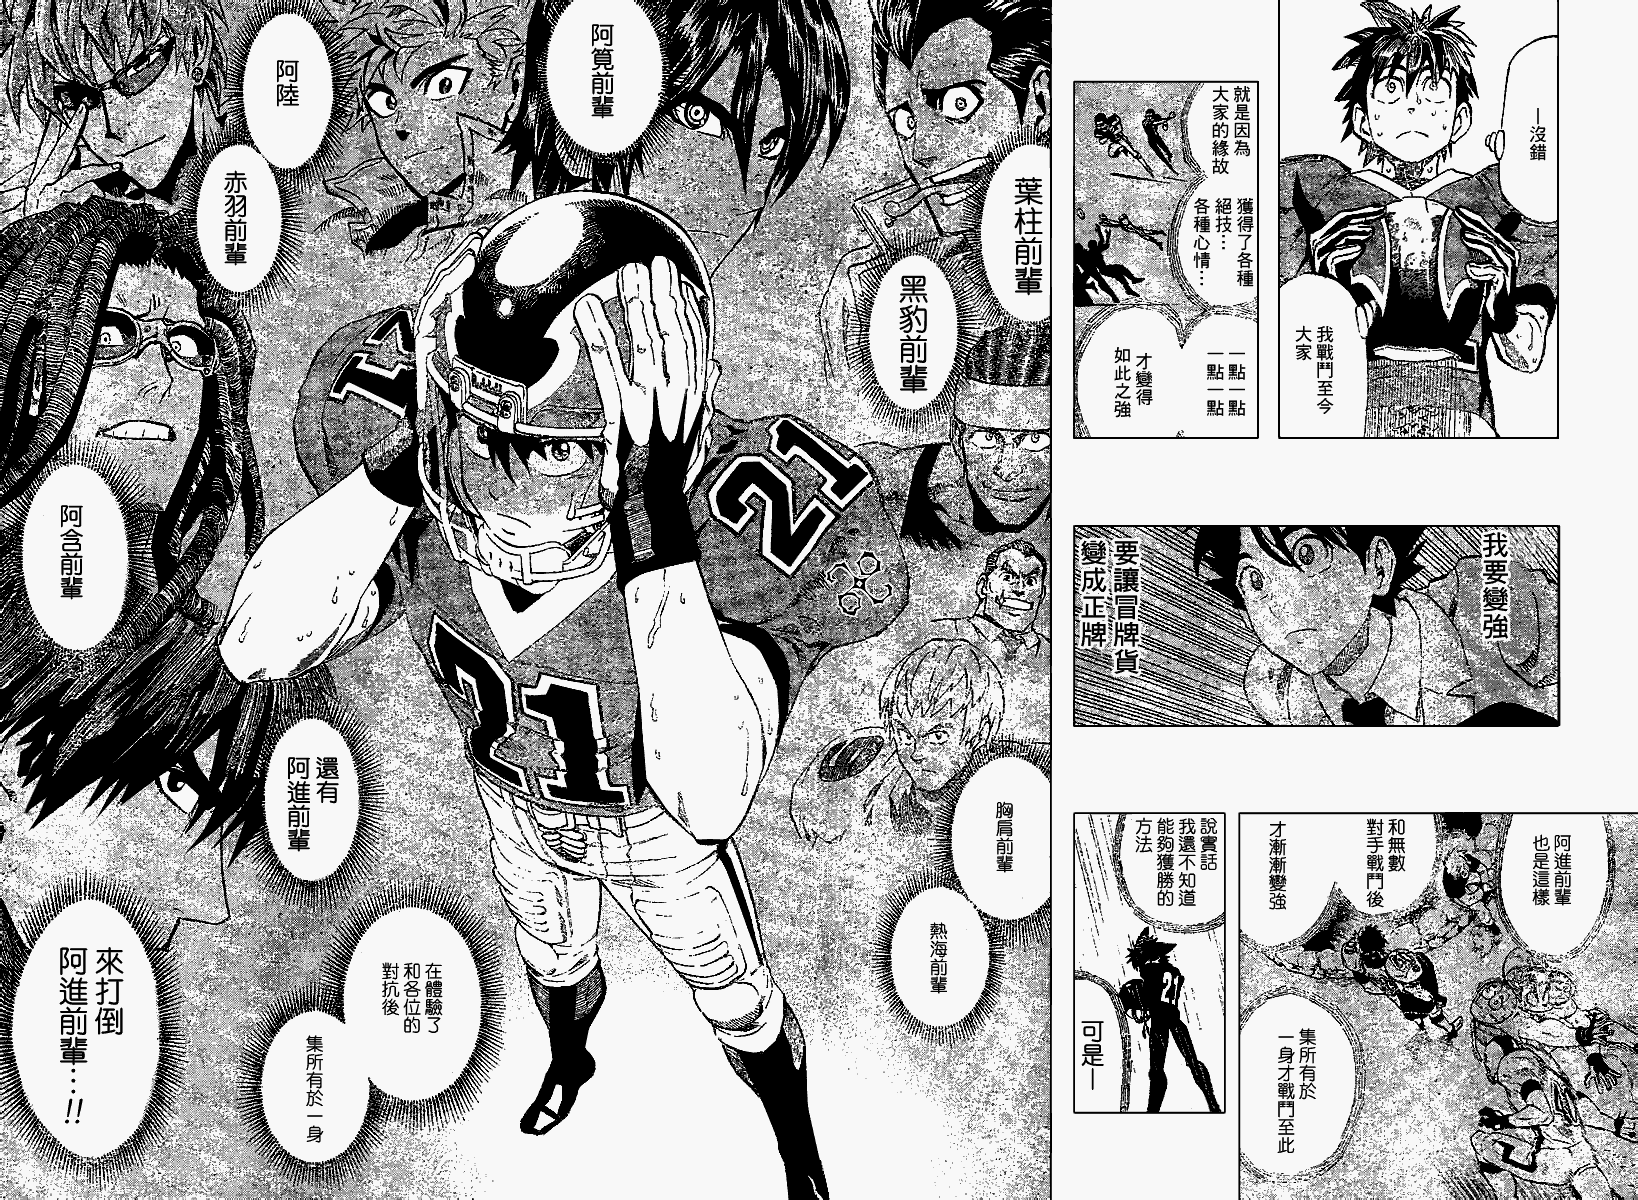 —沒錯
我戰鬥至今
大家
就是因為
大家的緣故
獲得了各種
絕技…
各種心情…
一點一點
一點一點
才變得
如此之強
我要變強
要讓冒牌貨
變成正牌
阿進前輩
也是這樣
和無數
對手戰鬥後
才漸漸變強
集所有於
一身才戰鬥至此
說實話
我還不知道
能夠獲勝的
方法
可是—
葉柱前輩
黑豹前輩
阿筧前輩
阿陸
赤羽前輩
阿含前輩
胸肩前輩
熱海前輩
還有
阿進前輩
在體驗了
和各位的
對抗後
集所有於一身
來打倒
阿進前輩…!!
21
21
21
21